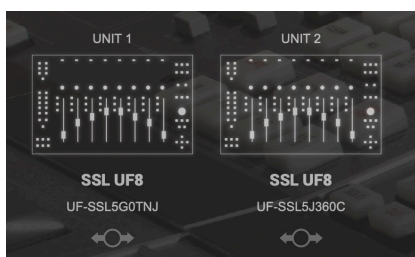 UNIT 1
UNIT 2
SSL UF8
SSL UF8
UF-SSL5G0TNJ
UF-SSL5J360C